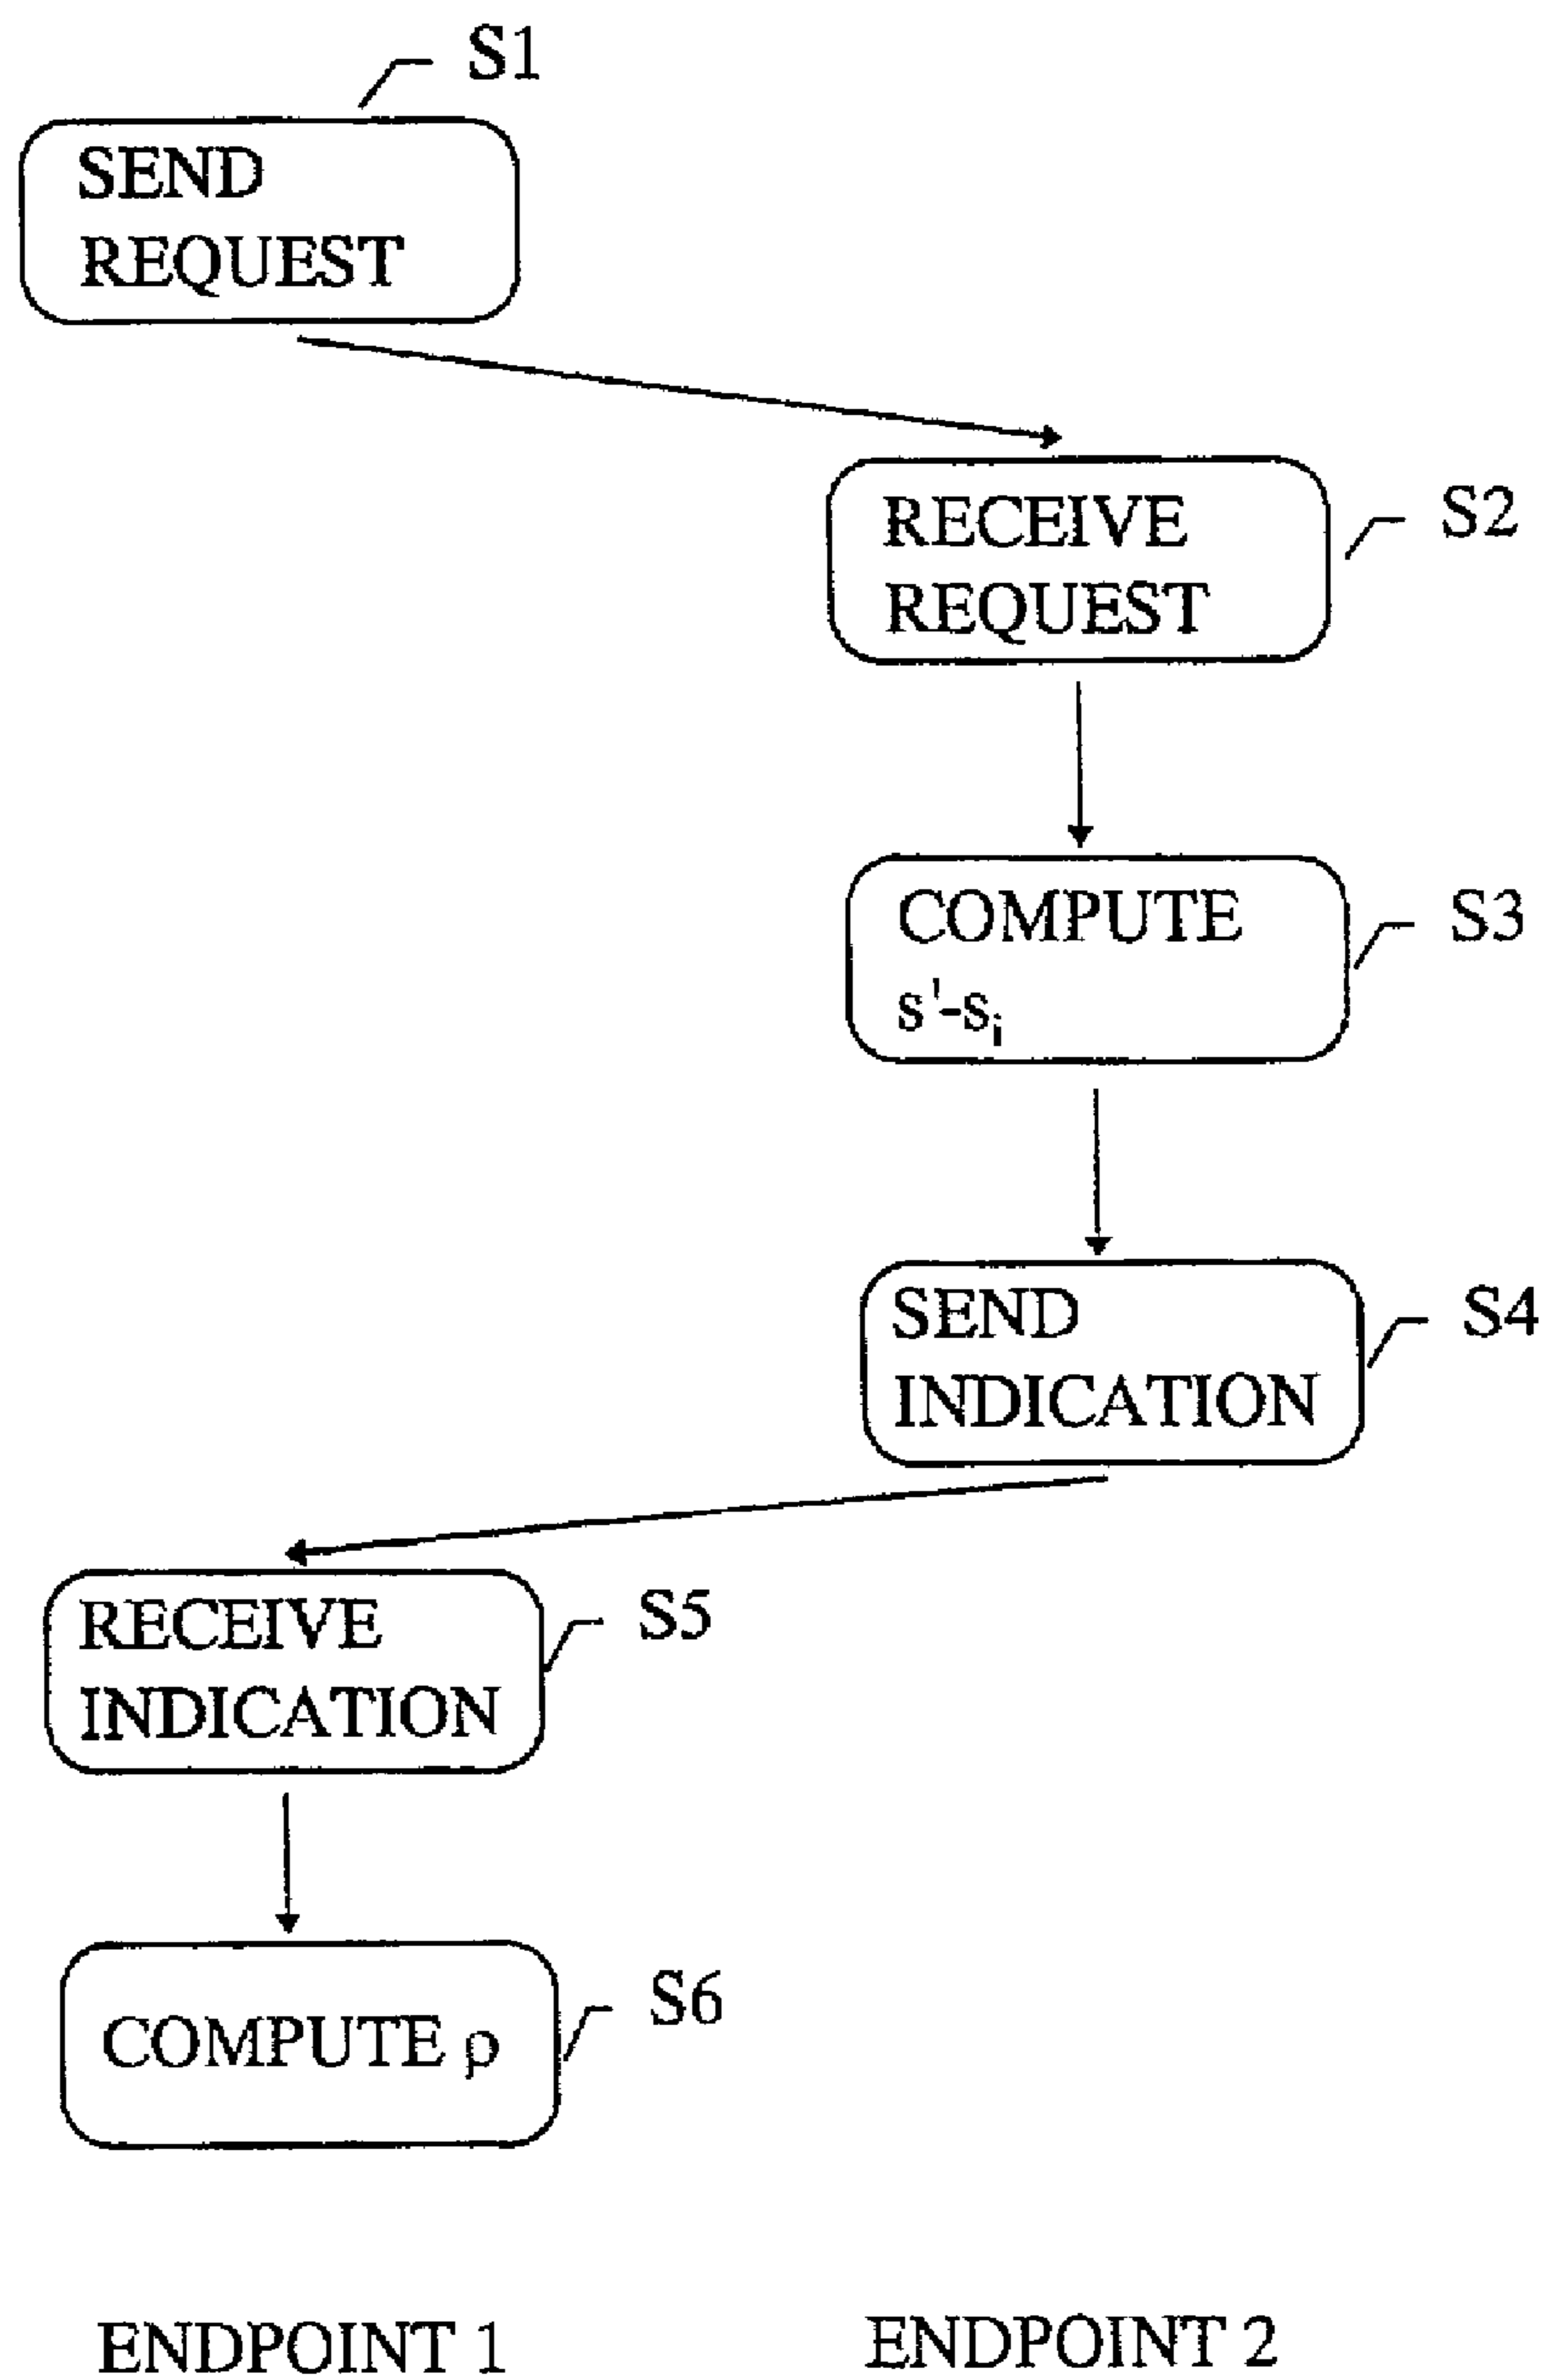 S1
SEND
REQUEST
RECEIVE
REQUEST
S2
COMPUTE
s'-sᵢ
S3
SEND
INDICATION
S4
RECEIVE
INDICATION
S5
COMPUTE ρ
S6
ENDPOINT 1
ENDPOINT 2